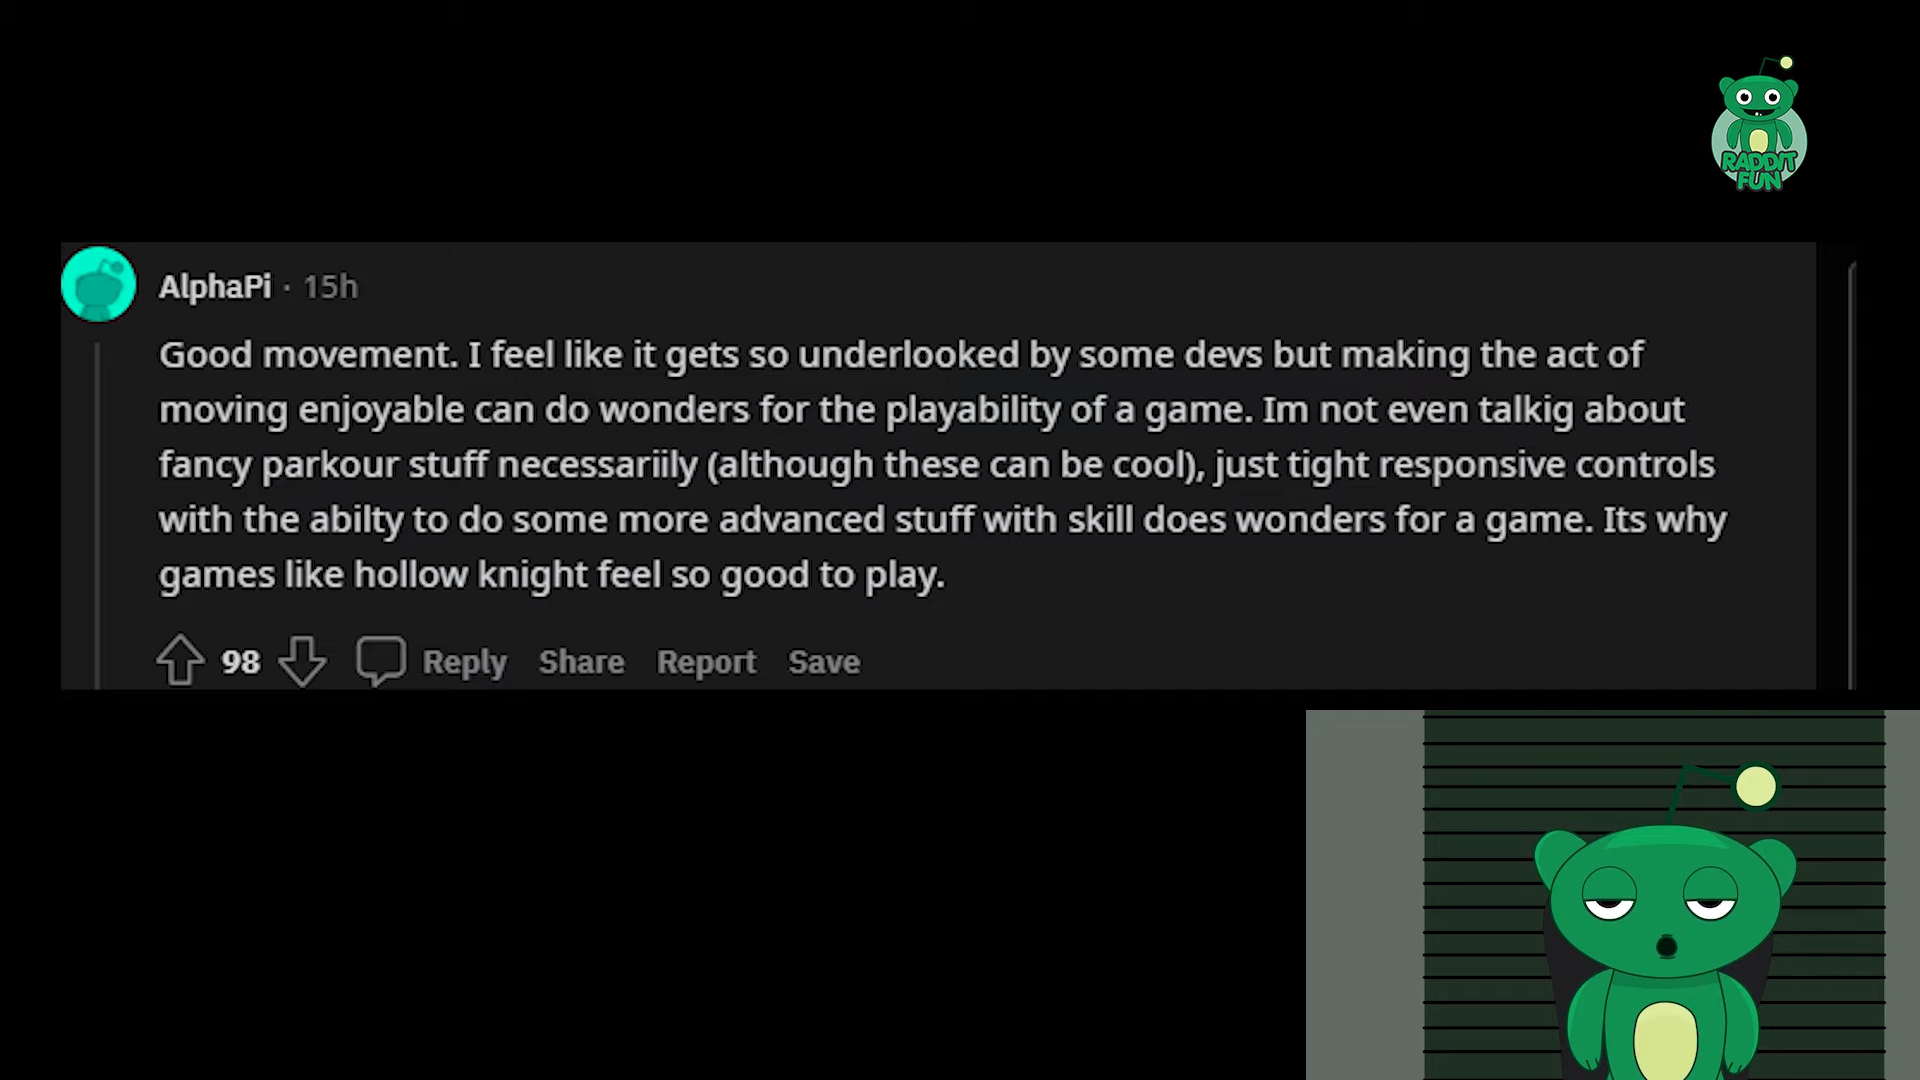 RADDIT
FUN
AlphaPi · 15h
Good movement. I feel like it gets so underlooked by some devs but making the act of
moving enjoyable can do wonders for the playability of a game. Im not even talkig about
fancy parkour stuff necessariily (although these can be cool), just tight responsive controls
with the abilty to do some more advanced stuff with skill does wonders for a game. Its why
games like hollow knight feel so good to play.
98 Reply Share Report Save